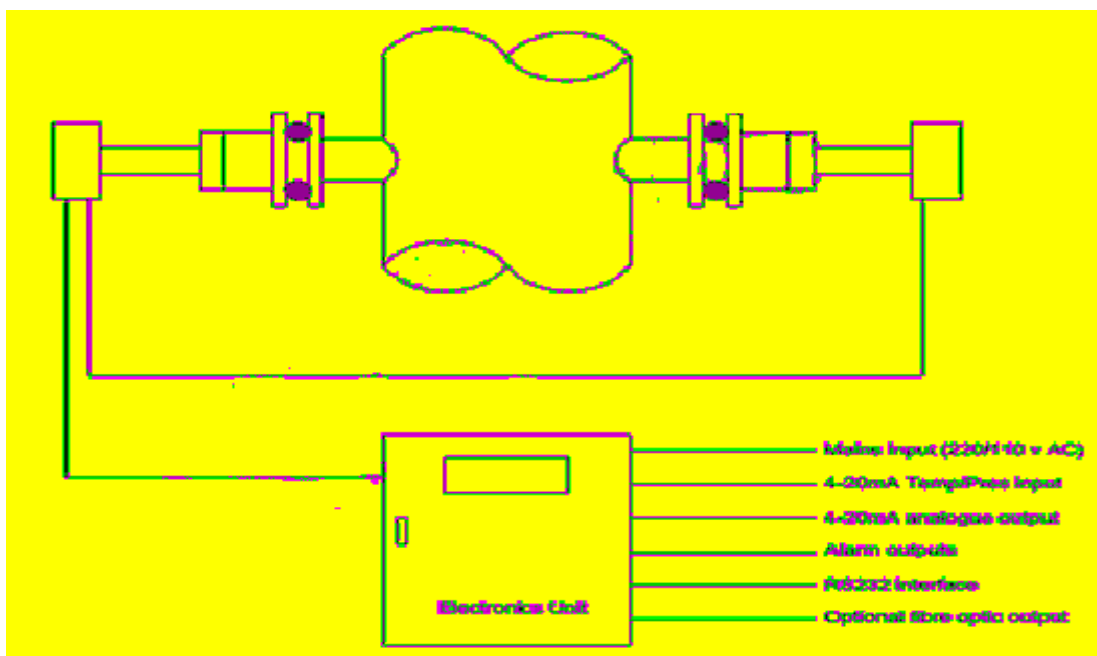 Mains input (220/110 v AC)
4-20mA Temp/Pres input
4-20mA analogue output
Alarm outputs
RS232 interface
Electronics Unit
Optional fibre optic output